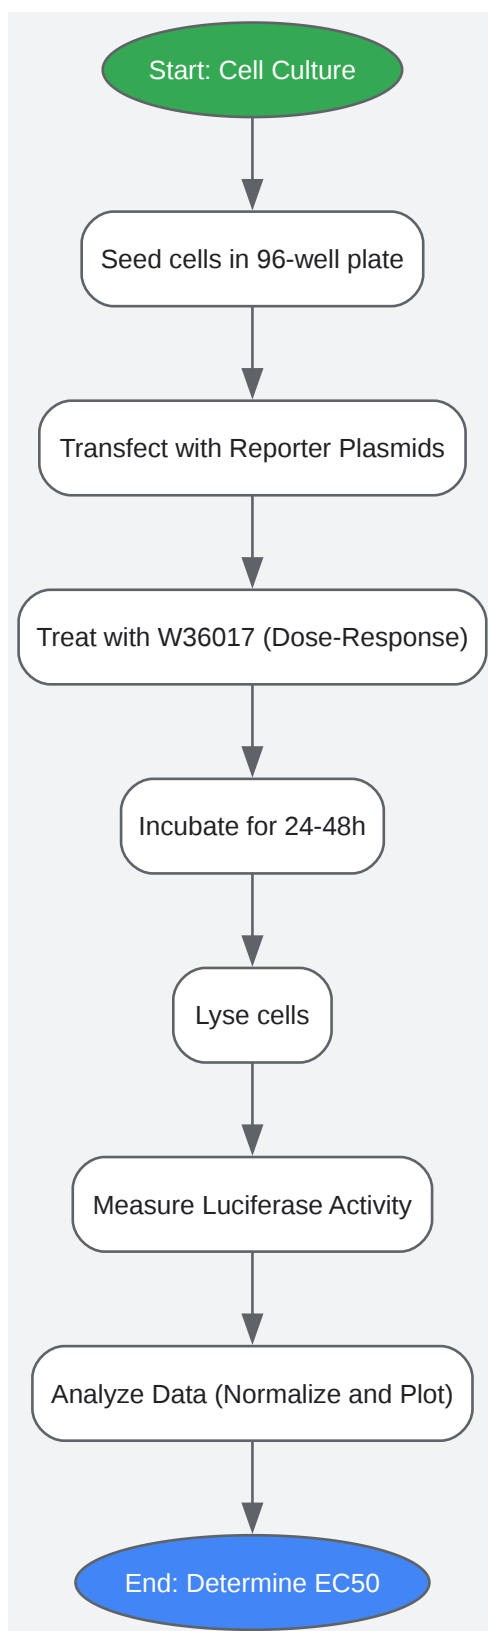 Start: Cell Culture
Seed cells in 96-well plate
Transfect with Reporter Plasmids
Treat with W36017 (Dose-Response)
Incubate for 24-48h
Lyse cells
Measure Luciferase Activity
Analyze Data (Normalize and Plot)
End: Determine EC50